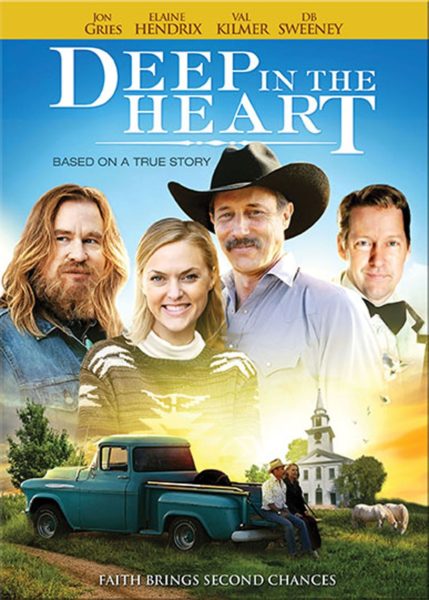 JON GRIES
ELAINE HENDRIX
VAL KILMER
DB SWEENEY
DEEP IN THE
HEART
BASED ON A TRUE STORY
FAITH BRINGS SECOND CHANCES